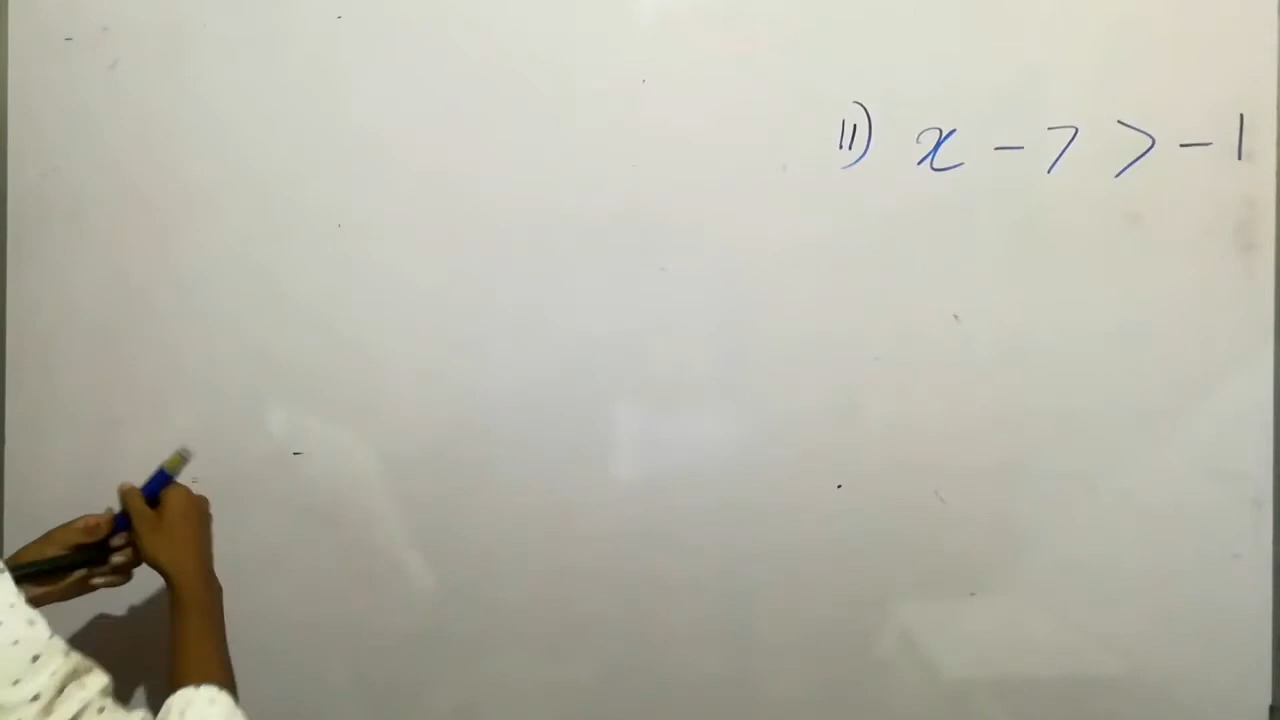 11) x - 7 > - 1